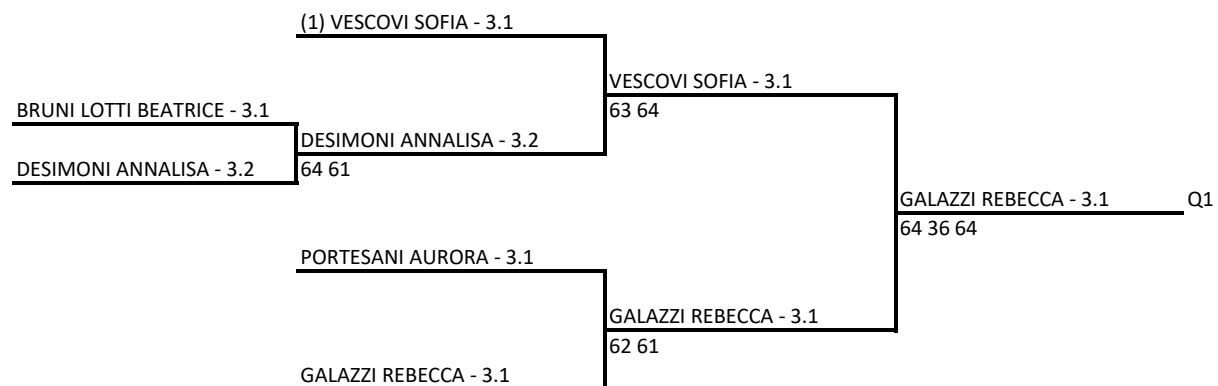 (1) VESCOVI SOFIA - 3.1
VESCOVI SOFIA - 3.1
BRUNI LOTTI BEATRICE - 3.1
63 64
DESIMONI ANNALISA - 3.2
DESIMONI ANNALISA - 3.2
64 61
GALAZZI REBECCA - 3.1
Q1
64 36 64
PORTESANI AURORA - 3.1
GALAZZI REBECCA - 3.1
62 61
GALAZZI REBECCA - 3.1